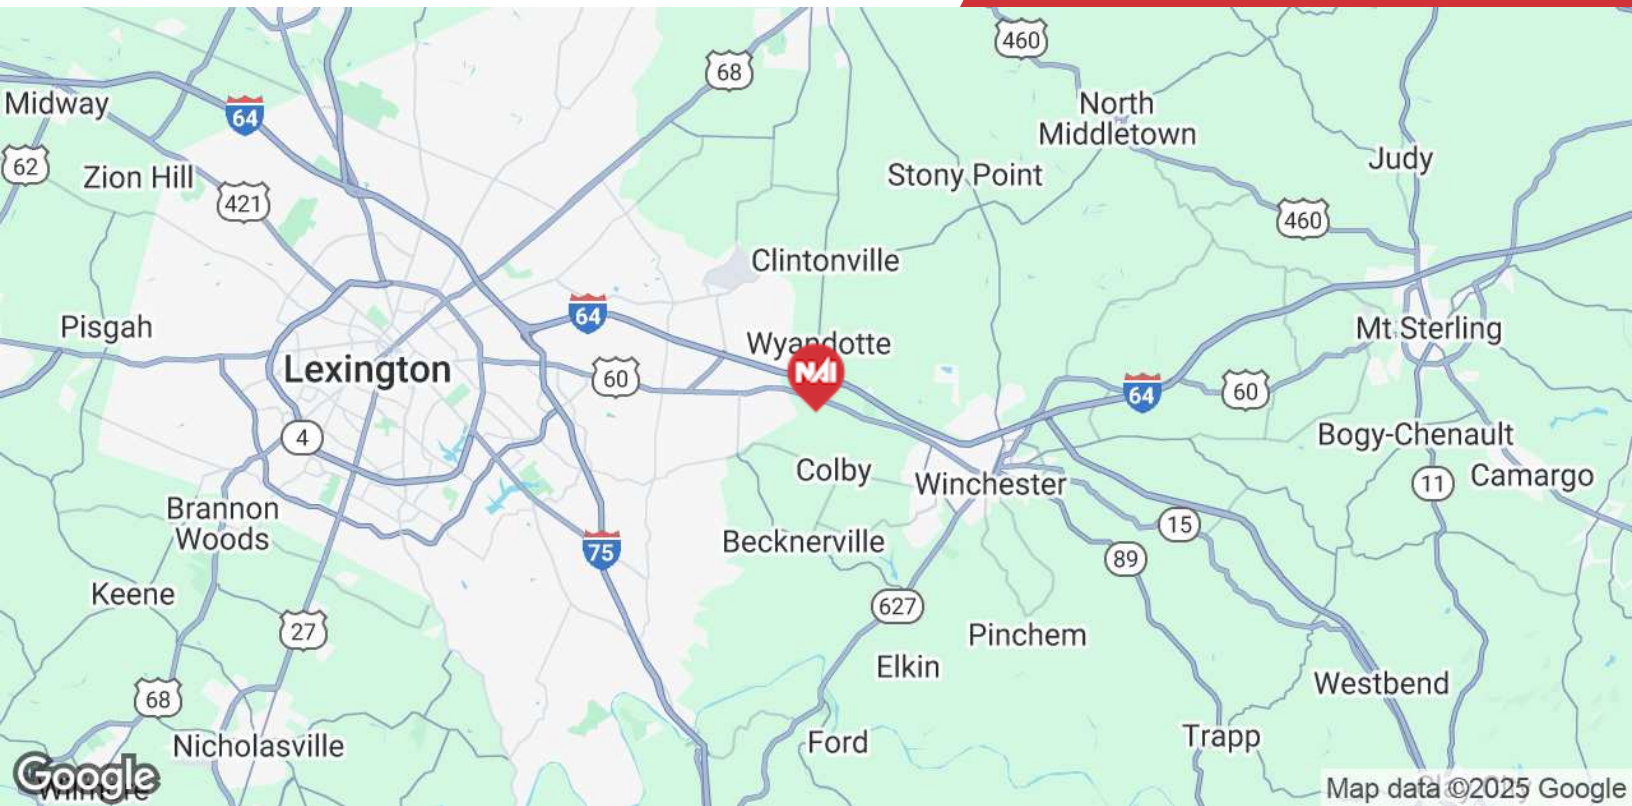 460
68
Midway
64
North
Middletown
62
Zion Hill
Judy
Stony Point
421
460
Clintonville
64
Pisgah
Wyandotte
Mt Sterling
Lexington
60
NAI
64
60
4
Bogy-Chenault
Colby
Winchester
11
Camargo
Brannon
Woods
15
Becknerville
75
89
Keene
627
27
Pinchem
Elkin
Westbend
68
Nicholasville
Ford
Trapp
Google
Map data ©2025 Google